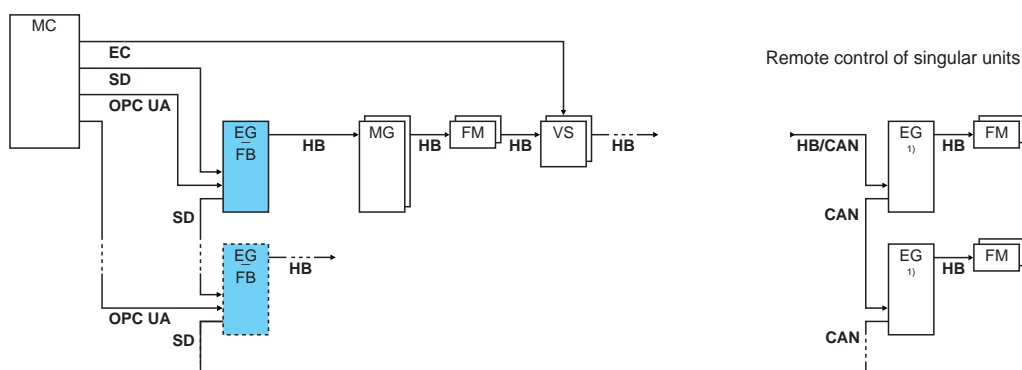 MC
EC
SD
OPC UA
EG
FB
HB
MG
HB
FM
HB
VS
HB
SD
EG
FB
HB
OPC UA
SD
Remote control of singular units
HB/CAN
EG
1)
HB
FM
CAN
EG
1)
HB
FM
CAN